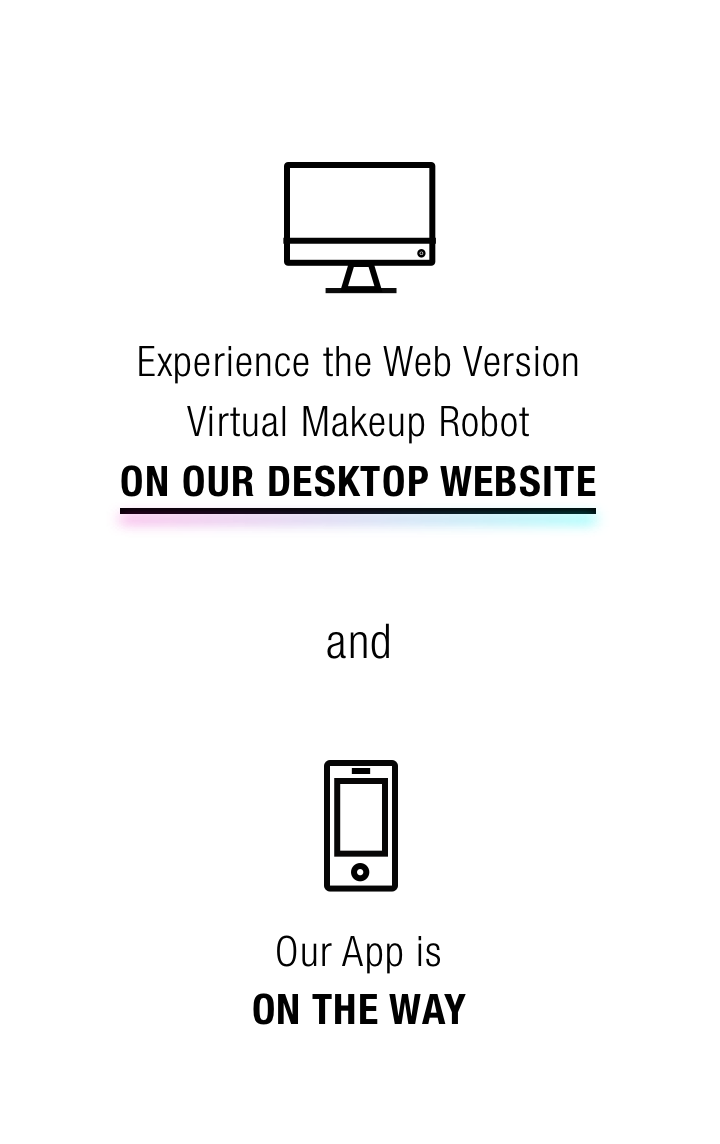 Experience the Web Version
Virtual Makeup Robot
ON OUR DESKTOP WEBSITE
and
Our App is
ON THE WAY